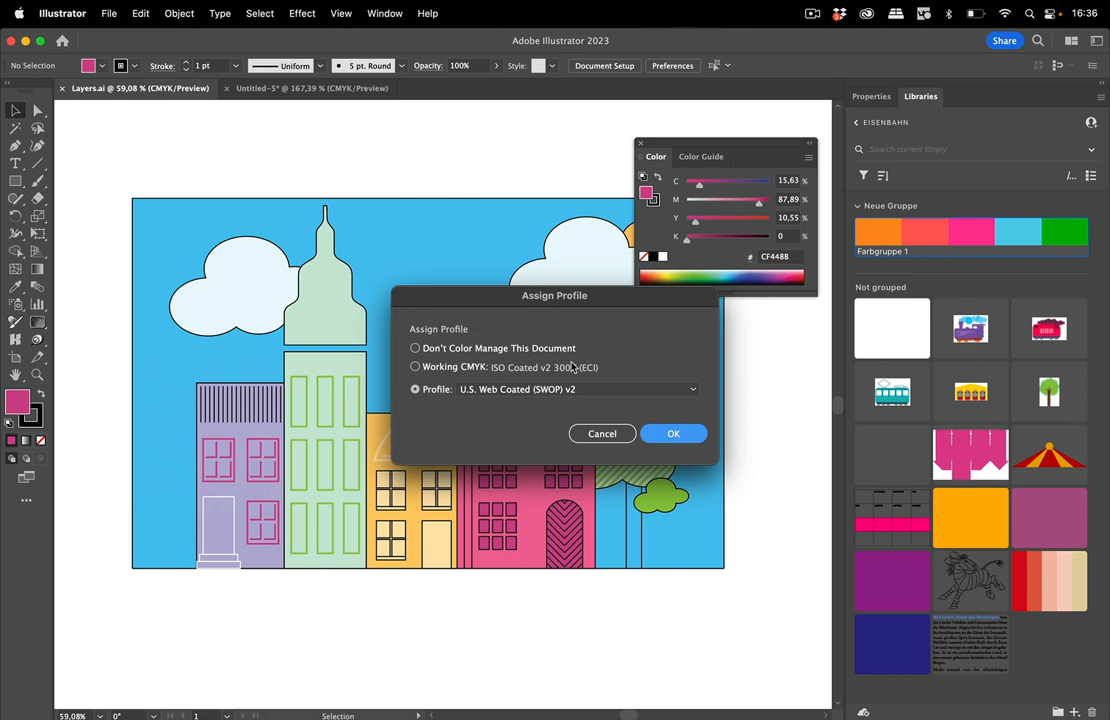 Illustrator File Edit Object Type Select Effect View Window Help
3
16:36
Adobe Illustrator 2023
Share
No Selection
Stroke:
1 pt
Uniform
5 pt. Round
Opacity:
100%
Style:
Document Setup
Preferences
Layers.ai @ 59,08 % (CMYK/Preview)
Untitled-5* @ 167,39 % (CMYK/Preview)
Properties
Libraries
EISENBAHN
Search current library
Neue Gruppe
Farbgruppe 1
Not grouped
Color
Color Guide
C 15,63 %
M 87,89 %
Y 10,55 %
K 0 %
# CF448B
Assign Profile
Assign Profile
Don't Color Manage This Document
Working CMYK: ISO Coated v2 300% (ECI)
Profile: U.S. Web Coated (SWOP) v2
Cancel
OK
59,08%
0°
1
Selection